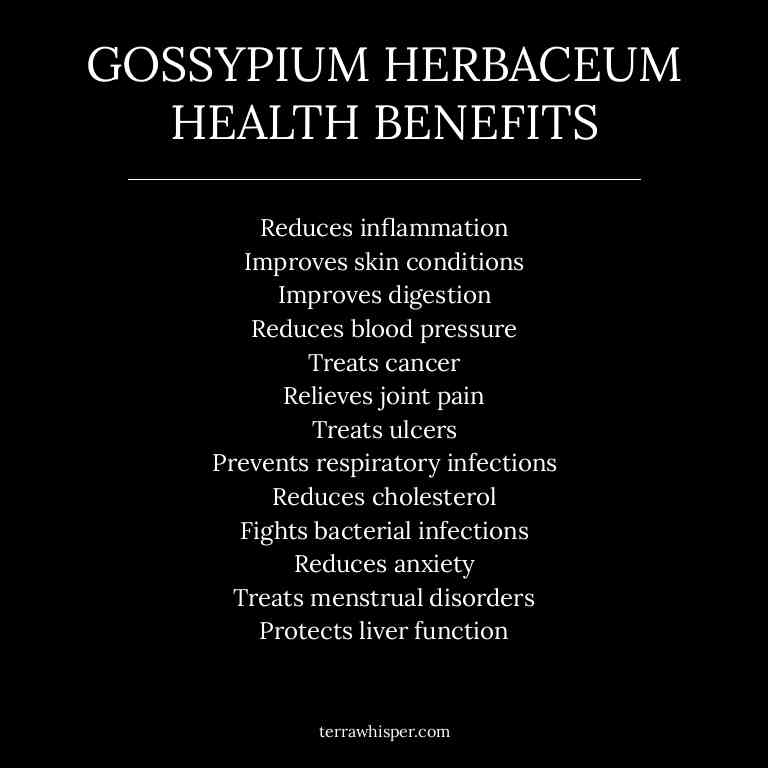 GOSSYPIUM HERBACEUM
HEALTH BENEFITS
Reduces inflammation
Improves skin conditions
Improves digestion
Reduces blood pressure
Treats cancer
Relieves joint pain
Treats ulcers
Prevents respiratory infections
Reduces cholesterol
Fights bacterial infections
Reduces anxiety
Treats menstrual disorders
Protects liver function
terrawhisper.com